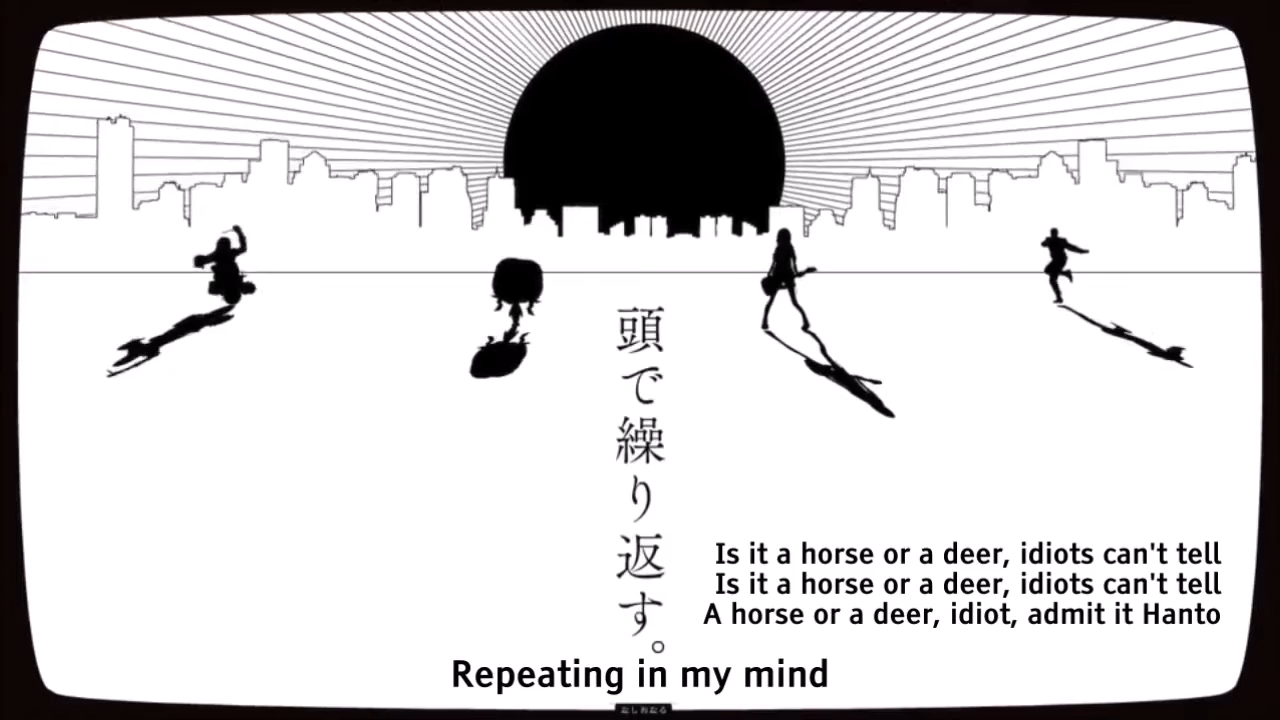 頭で繰り返す。
Is it a horse or a deer, idiots can't tell
Is it a horse or a deer, idiots can't tell
A horse or a deer, idiot, admit it Hanto
Repeating in my mind